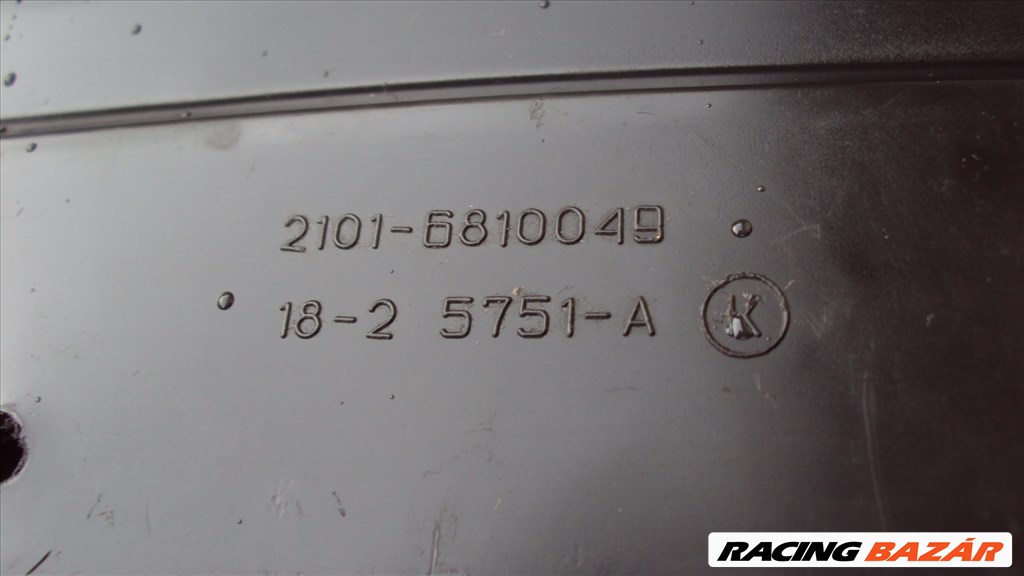 2101-6810049
18-2 5751-A K
RACING BAZÁR